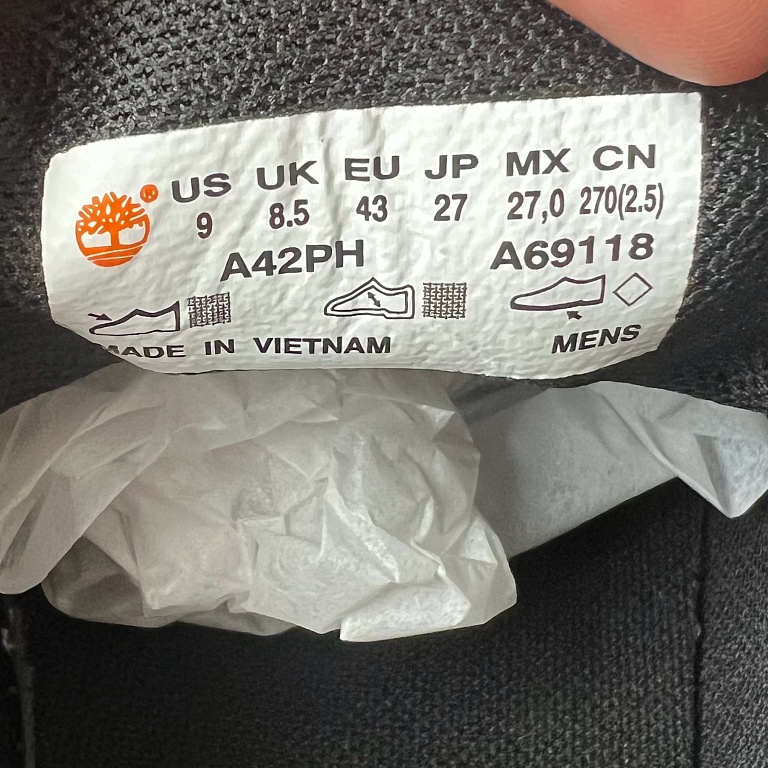 ® US UK EU JP MX CN
9 8.5 43 27 27,0 270(2.5)
A42PH A69118
MADE IN VIETNAM MENS